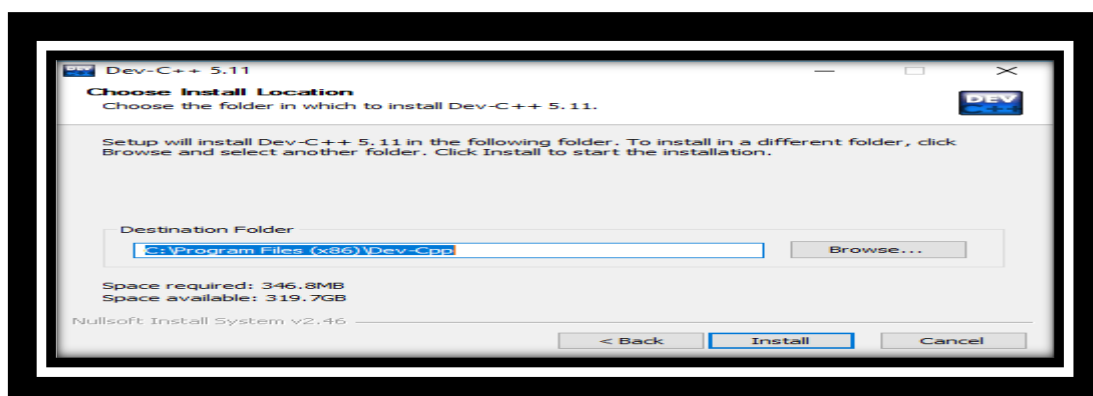 Dev-C++ 5.11
Choose Install Location
Choose the folder in which to install Dev-C++ 5.11.
DEV
C++
Setup will install Dev-C++ 5.11 in the following folder. To install in a different folder, click
Browse and select another folder. Click Install to start the installation.
Destination Folder
C:\Program Files (x86)\Dev-Cpp
Browse...
Space required: 346.8MB
Space available: 319.7GB
Nullsoft Install System v2.46
< Back
Install
Cancel